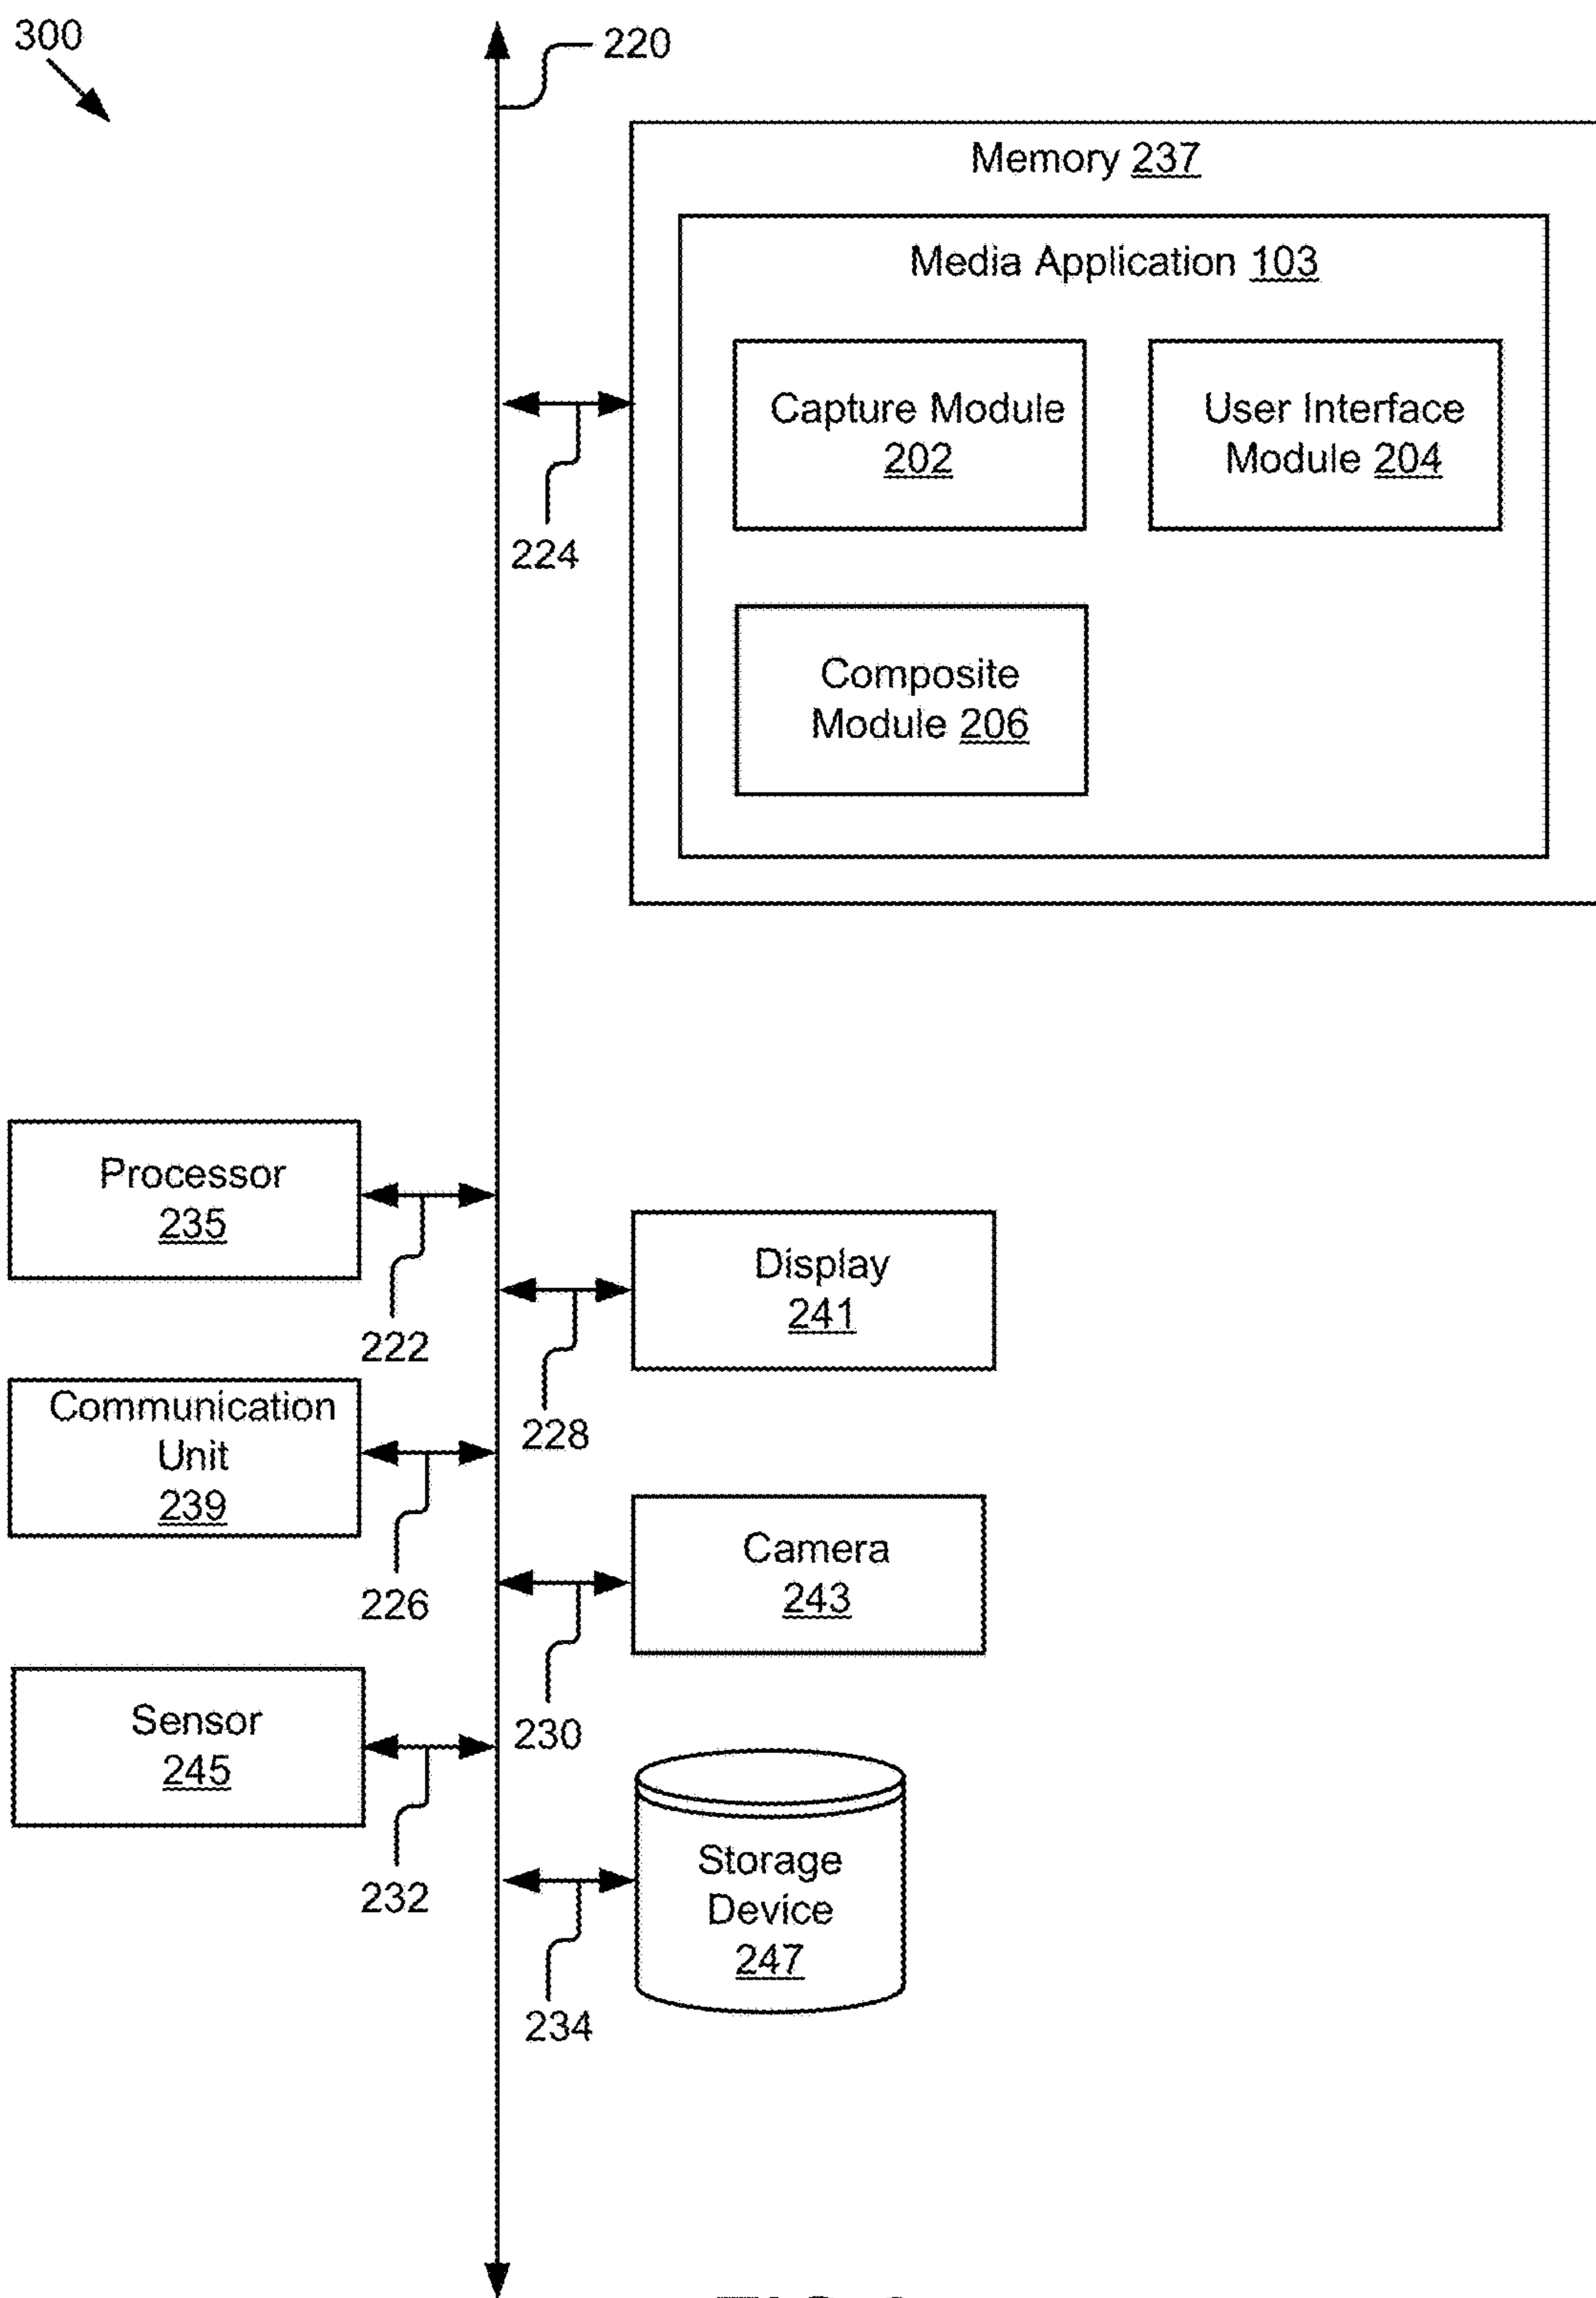 300
220
Memory 237
Media Application 103
Capture Module
202
User Interface
Module 204
224
Composite
Module 206
Processor
235
222
Display
241
228
Communication
Unit
239
226
Camera
243
230
Sensor
245
232
Storage
Device
247
234